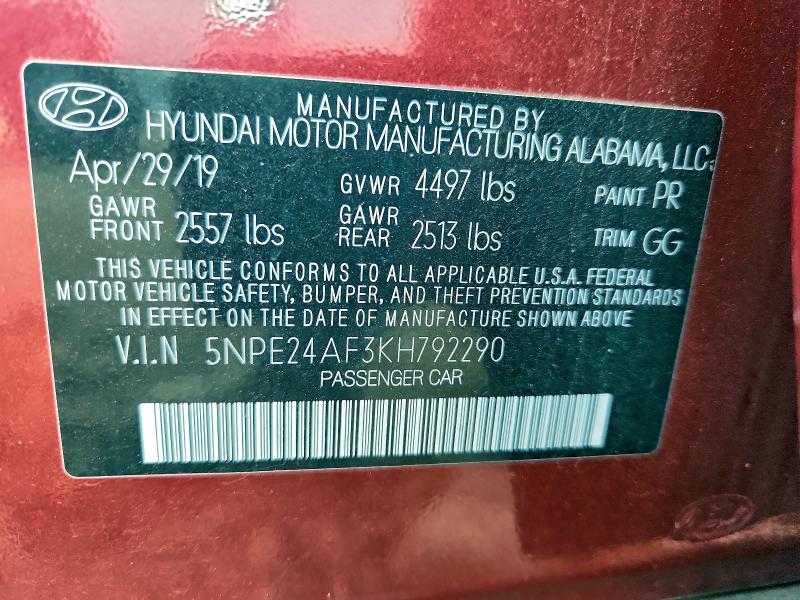 MANUFACTURED BY
HYUNDAI MOTOR MANUFACTURING ALABAMA, LLC.
Apr/29/19 GVWR 4497 lbs PAINT PR
GAWR FRONT 2557 lbs GAWR REAR 2513 lbs TRIM GG
THIS VEHICLE CONFORMS TO ALL APPLICABLE U.S.A. FEDERAL
MOTOR VEHICLE SAFETY, BUMPER, AND THEFT PREVENTION STANDARDS
IN EFFECT ON THE DATE OF MANUFACTURE SHOWN ABOVE
V.I.N 5NPE24AF3KH792290
PASSENGER CAR